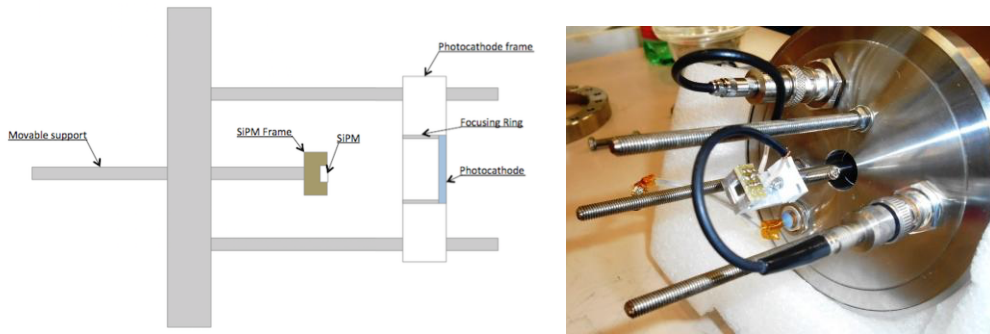 Photocathode frame
Focusing Ring
SiPM Frame
SiPM
Movable support
Photocathode